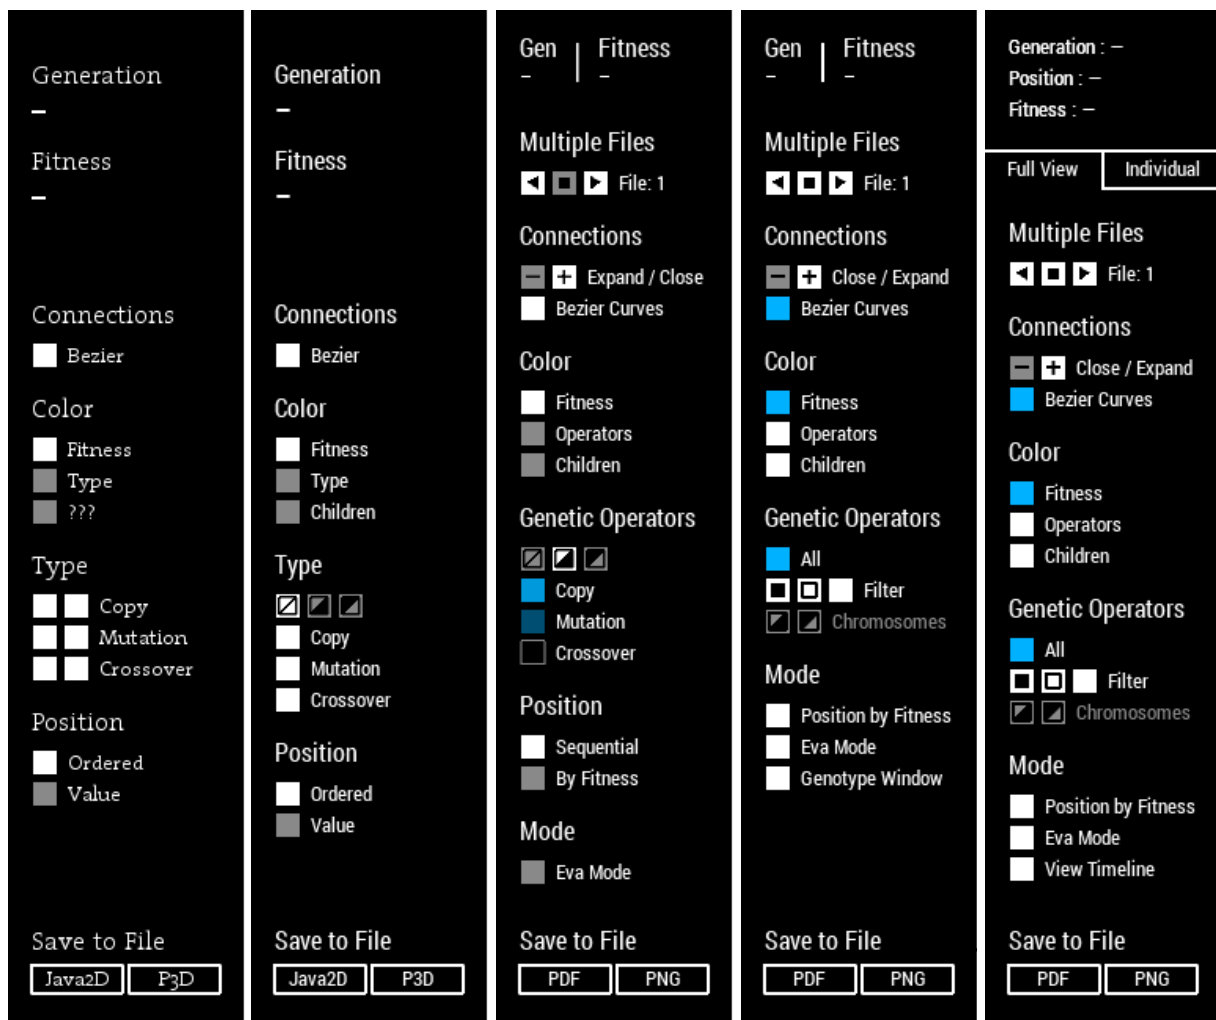 Generation
–
Fitness
–
Connections
Bezier
Color
Fitness
Type
???
Type
Copy
Mutation
Crossover
Position
Ordered
Value
Save to File
Java2D P3D
Generation
–
Fitness
–
Connections
Bezier
Color
Fitness
Type
Children
Type
Copy
Mutation
Crossover
Position
Ordered
Value
Save to File
Java2D P3D
Gen | Fitness
– –
Multiple Files
File: 1
Connections
Expand / Close
Bezier Curves
Color
Fitness
Operators
Children
Genetic Operators
Copy
Mutation
Crossover
Position
Sequential
By Fitness
Mode
Eva Mode
Save to File
PDF PNG
Gen | Fitness
– –
Multiple Files
File: 1
Connections
Close / Expand
Bezier Curves
Color
Fitness
Operators
Children
Genetic Operators
All
Filter
Chromosomes
Mode
Position by Fitness
Eva Mode
Genotype Window
Save to File
PDF PNG
Generation : –
Position : –
Fitness : –
Full View Individual
Multiple Files
File: 1
Connections
Close / Expand
Bezier Curves
Color
Fitness
Operators
Children
Genetic Operators
All
Filter
Chromosomes
Mode
Position by Fitness
Eva Mode
View Timeline
Save to File
PDF PNG